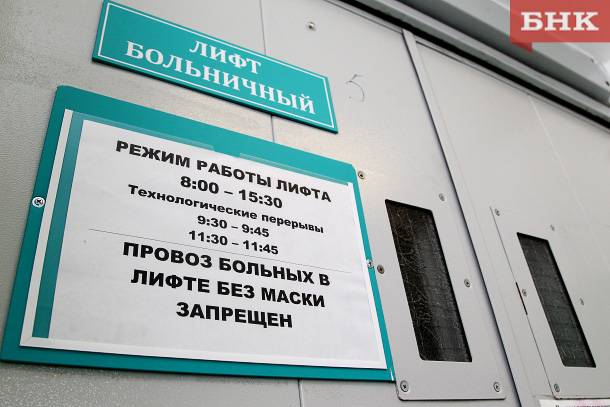 БНК
ЛИФТ
БОЛЬНИЧНЫЙ
РЕЖИМ РАБОТЫ ЛИФТА
8:00 – 15:30
Технологические перерывы
9:30 – 9:45
11:30 – 11:45
ПРОВОЗ БОЛЬНЫХ В
ЛИФТЕ БЕЗ МАСКИ
ЗАПРЕЩЕН
5